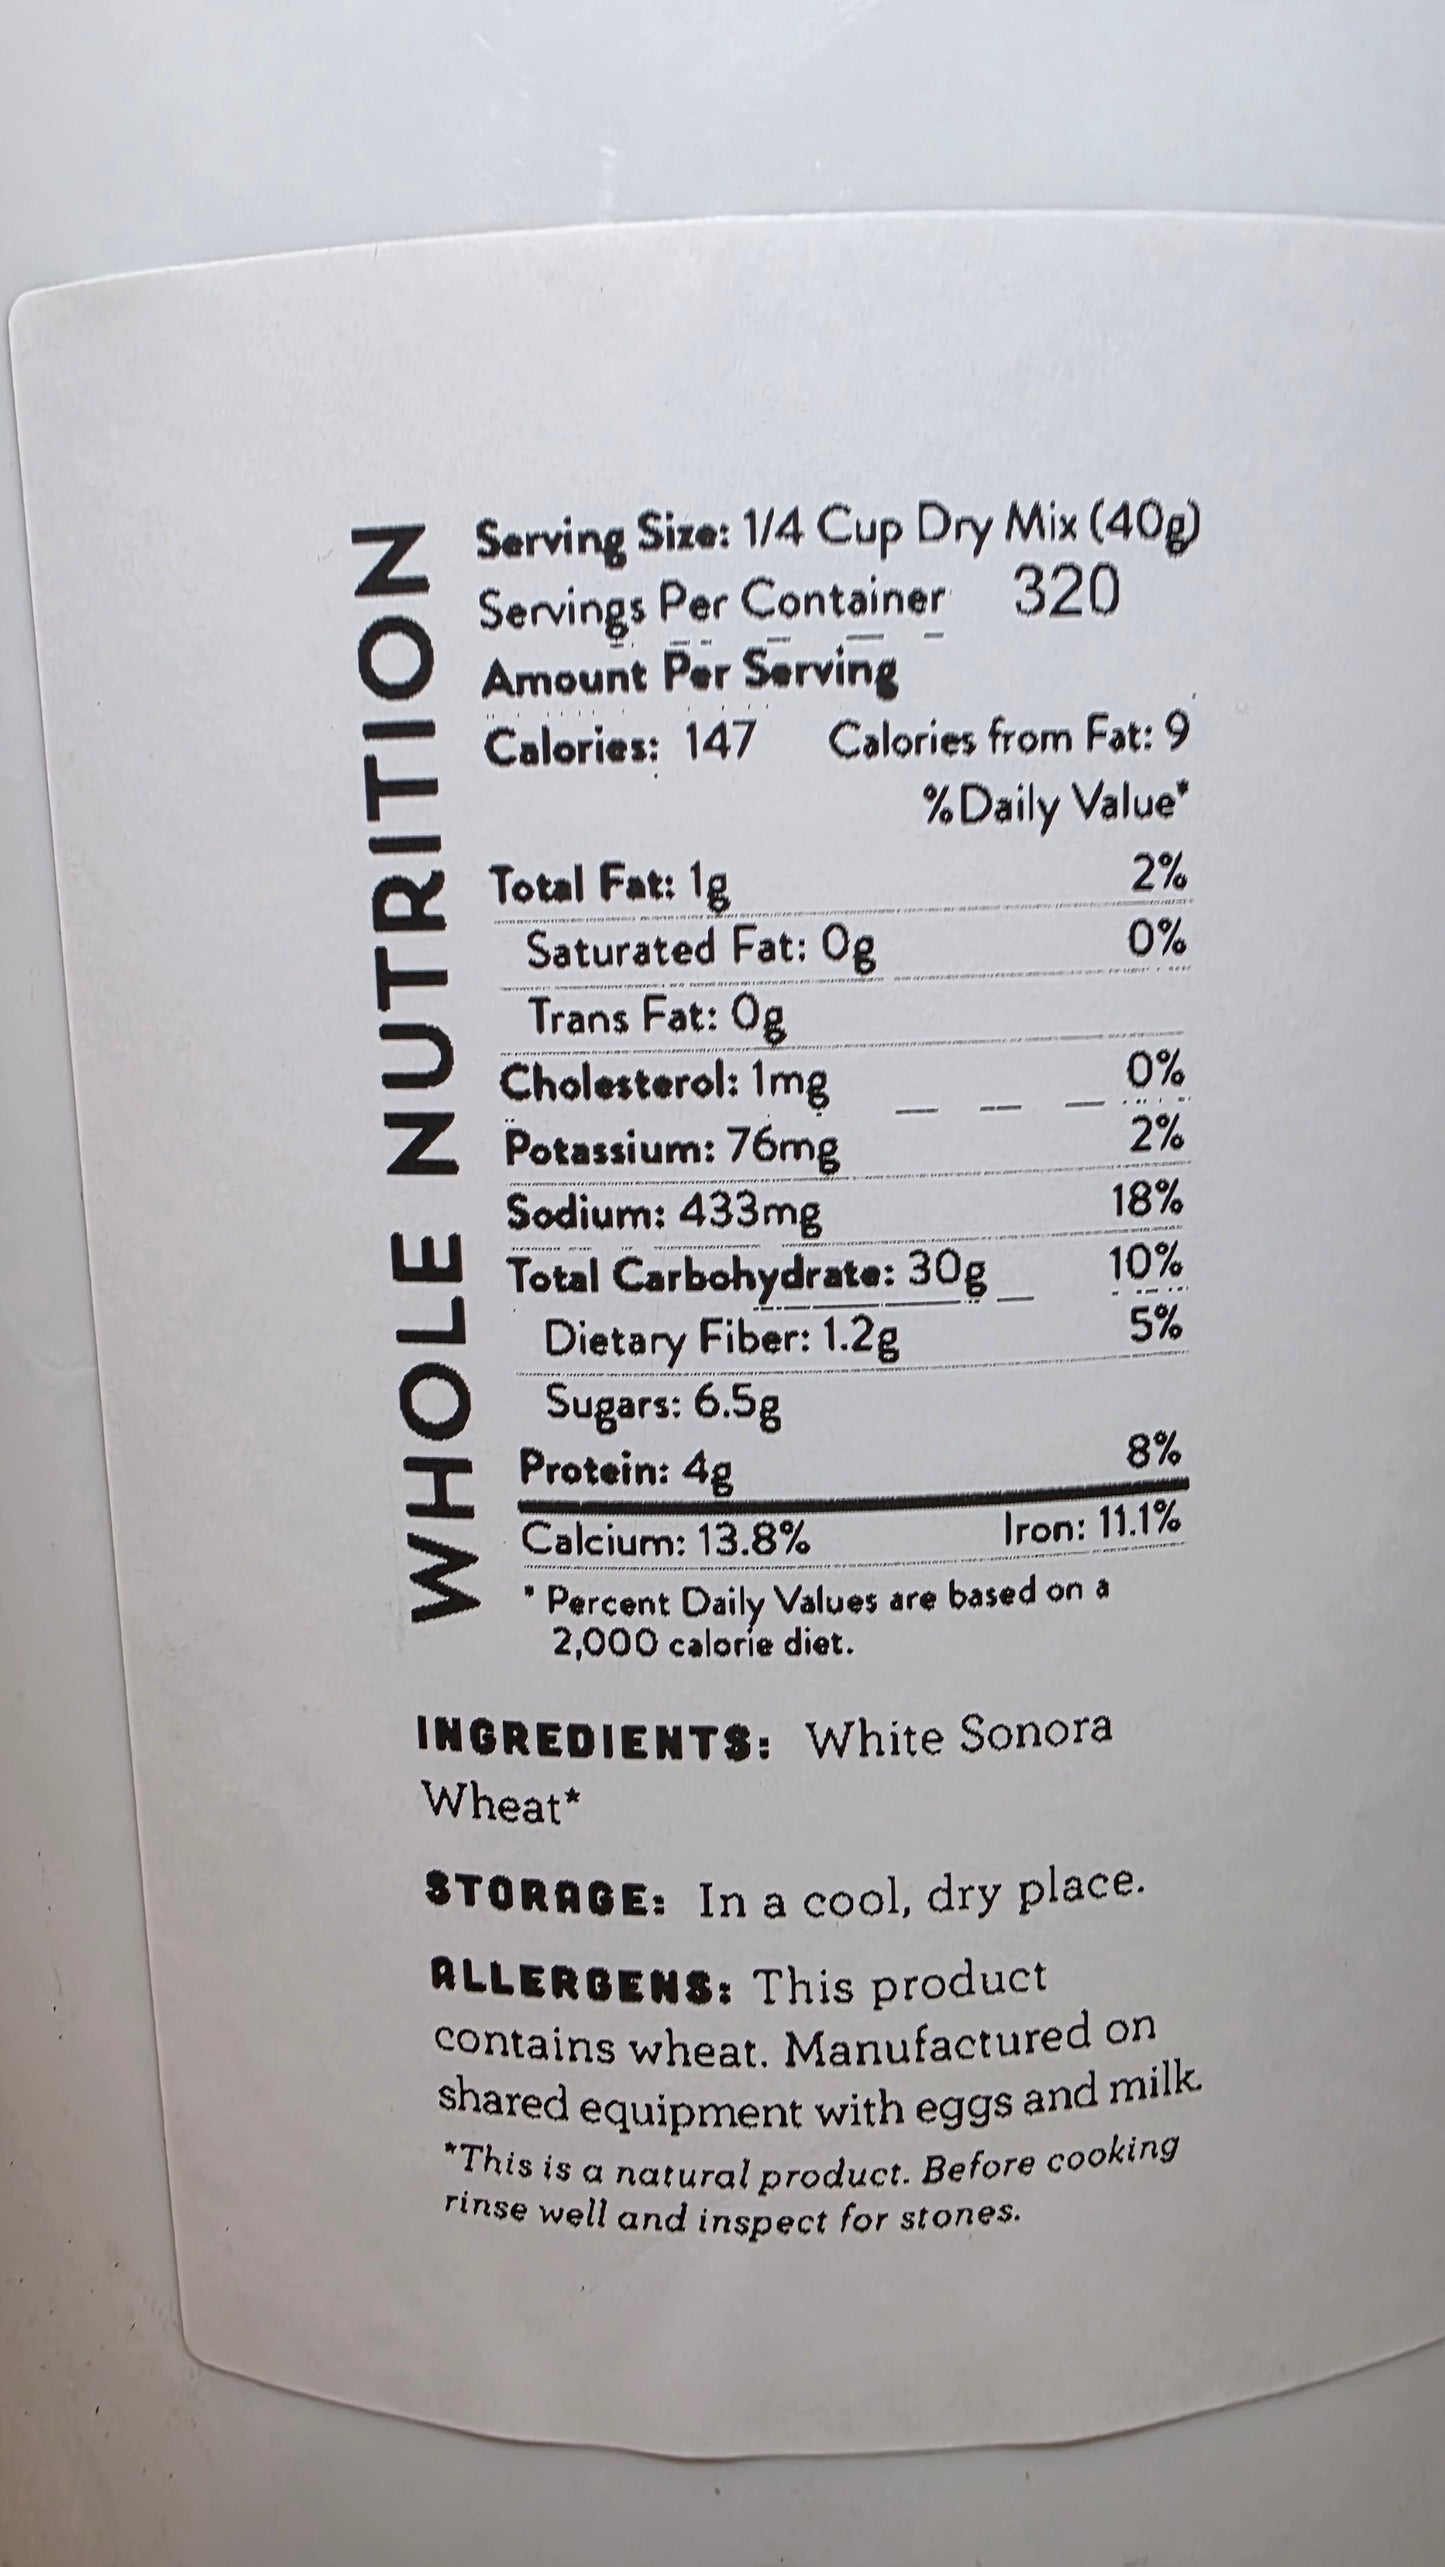 WHOLE NUTRITION
Serving Size: 1/4 Cup Dry Mix (40g)
Servings Per Container 320
Amount Per Serving
Calories: 147 Calories from Fat: 9
%Daily Value*
Total Fat: 1g 2%
Saturated Fat: 0g 0%
Trans Fat: 0g
Cholesterol: 1mg 0%
Potassium: 76mg 2%
Sodium: 433mg 18%
Total Carbohydrate: 30g 10%
Dietary Fiber: 1.2g 5%
Sugars: 6.5g
Protein: 4g 8%
Calcium: 13.8% Iron: 11.1%
* Percent Daily Values are based on a
2,000 calorie diet.
INGREDIENTS: White Sonora
Wheat*
STORAGE: In a cool, dry place.
ALLERGENS: This product
contains wheat. Manufactured on
shared equipment with eggs and milk.
*This is a natural product. Before cooking
rinse well and inspect for stones.